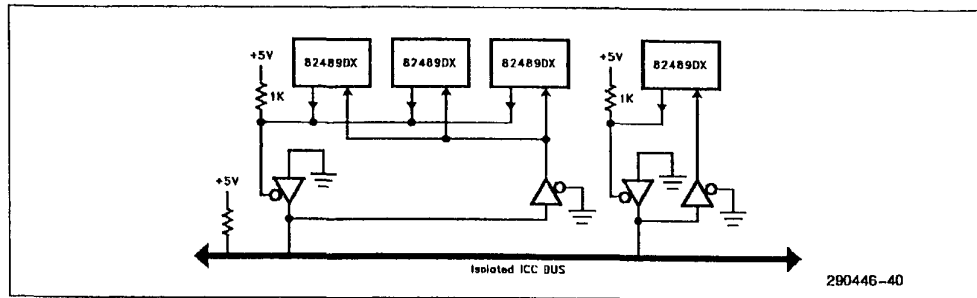 +5V
82489DX
82489DX
82489DX
+5V
82489DX
1K
1K
+5V
Isolated ICC BUS
290446-40